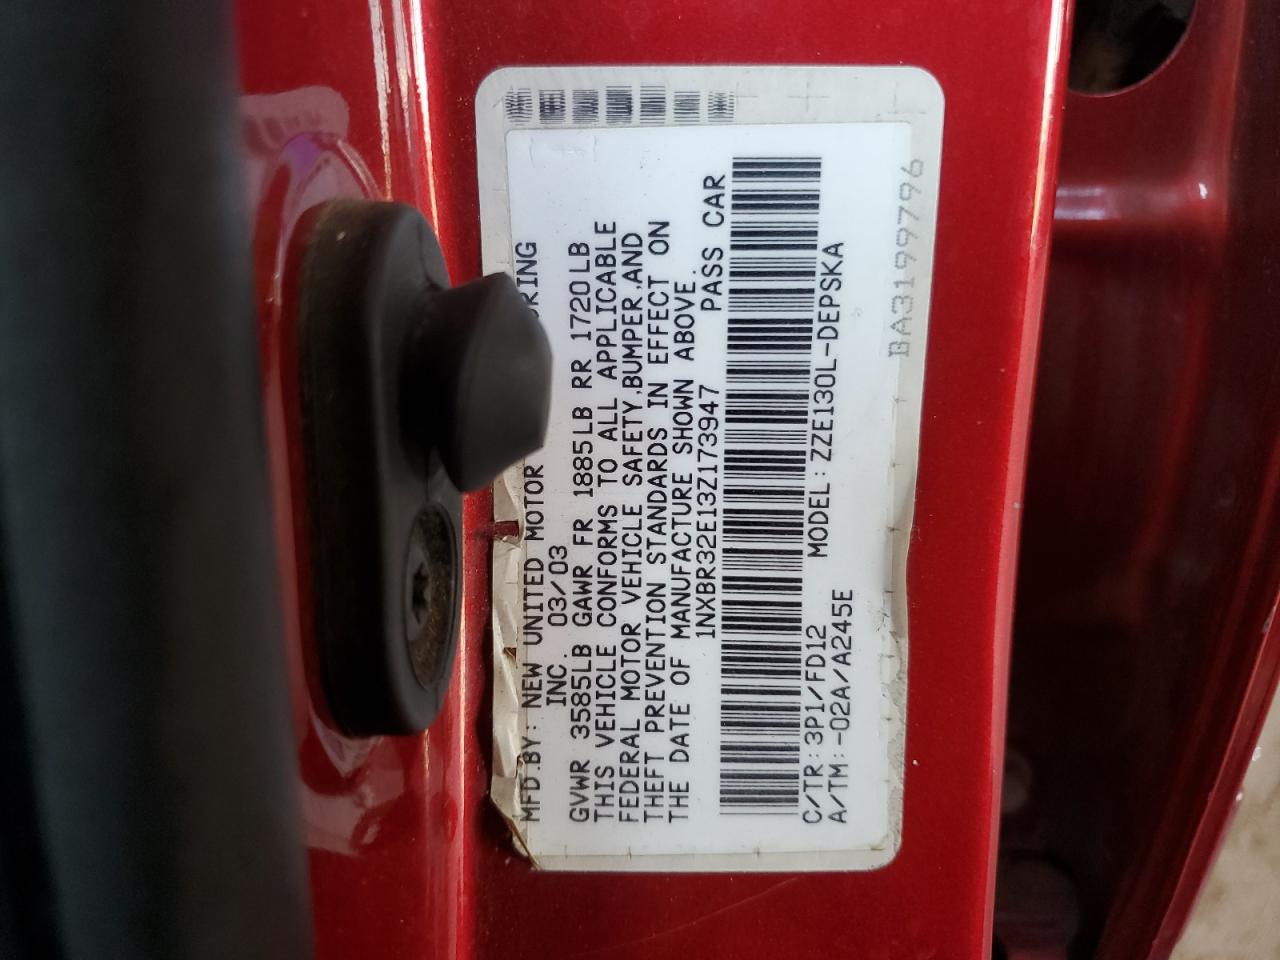 MFD.BY: NEW UNITED MOTOR
INC. 03/03
GVWR 3585LB GAWR FR 1885LB RR 1720LB
THIS VEHICLE CONFORMS TO ALL APPLICABLE
FEDERAL MOTOR VEHICLE SAFETY,BUMPER,AND
THEFT PREVENTION STANDARDS IN EFFECT ON
THE DATE OF MANUFACTURE SHOWN ABOVE.
1NXBR32E13Z173947 PASS CAR
C/TR:3P1/FD12 MODEL:ZZE130L-DEPSKA
A/TM:-02A/A245E
BA3199796